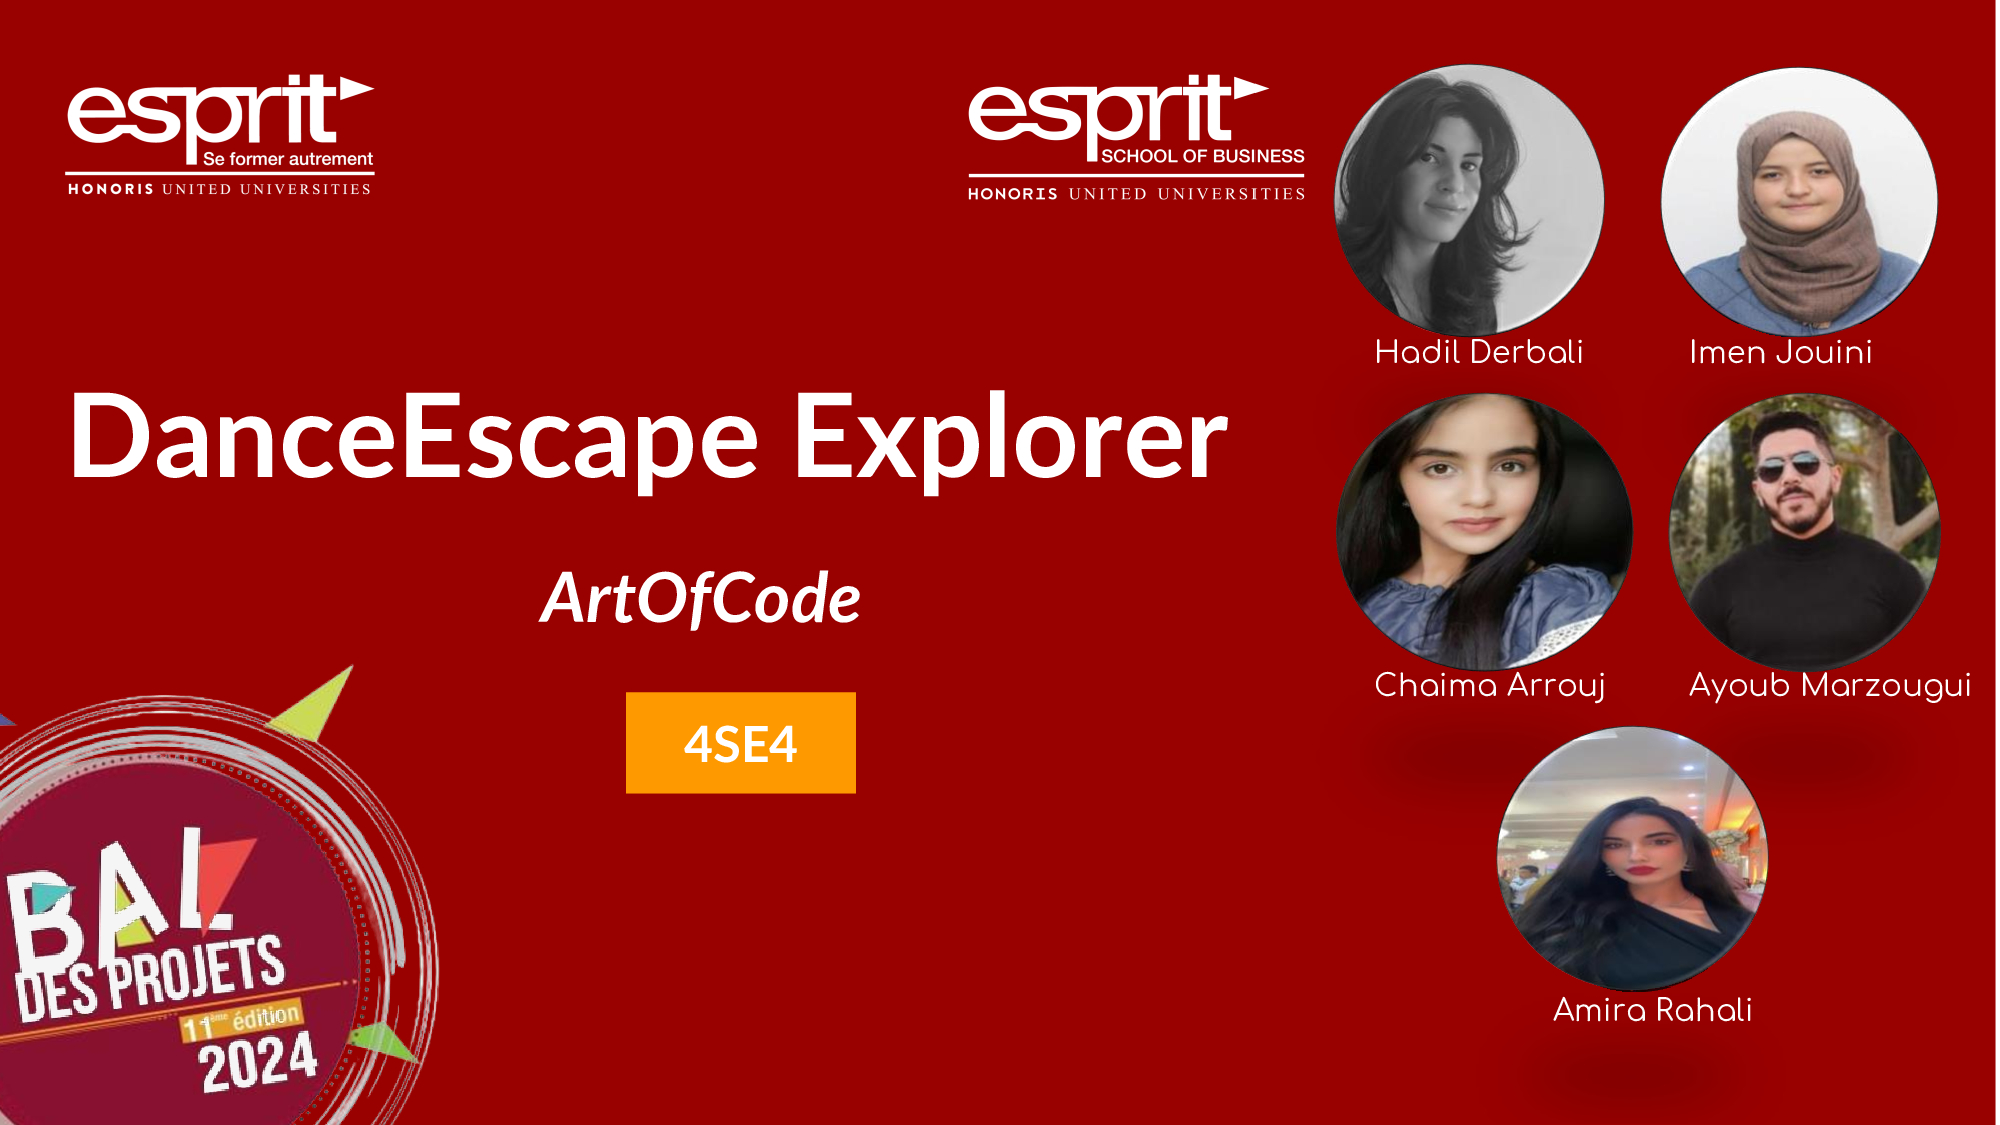 esprit
Se former autrement
HONORIS UNITED UNIVERSITIES
esprit
SCHOOL OF BUSINESS
HONORIS UNITED UNIVERSITIES
Hadil Derbali
Imen Jouini
DanceEscape Explorer
ArtOfCode
4SE4
Chaima Arrouj
Ayoub Marzougui
Amira Rahali
BAL
DES PROJETS
11ème édition
2024